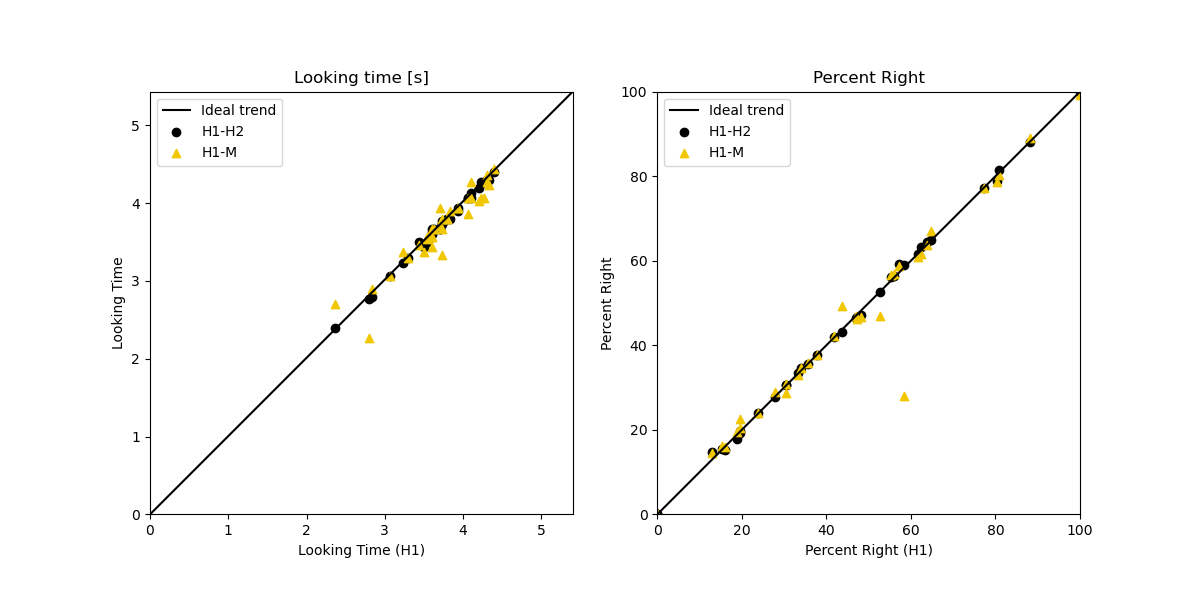 Looking time [s]
Ideal trend
H1-H2
H1-M
5
4
3
2
1
0
0 1 2 3 4 5
Looking Time
Looking Time (H1)
Percent Right
Ideal trend
H1-H2
H1-M
100
80
60
40
20
0
0 20 40 60 80 100
Percent Right
Percent Right (H1)